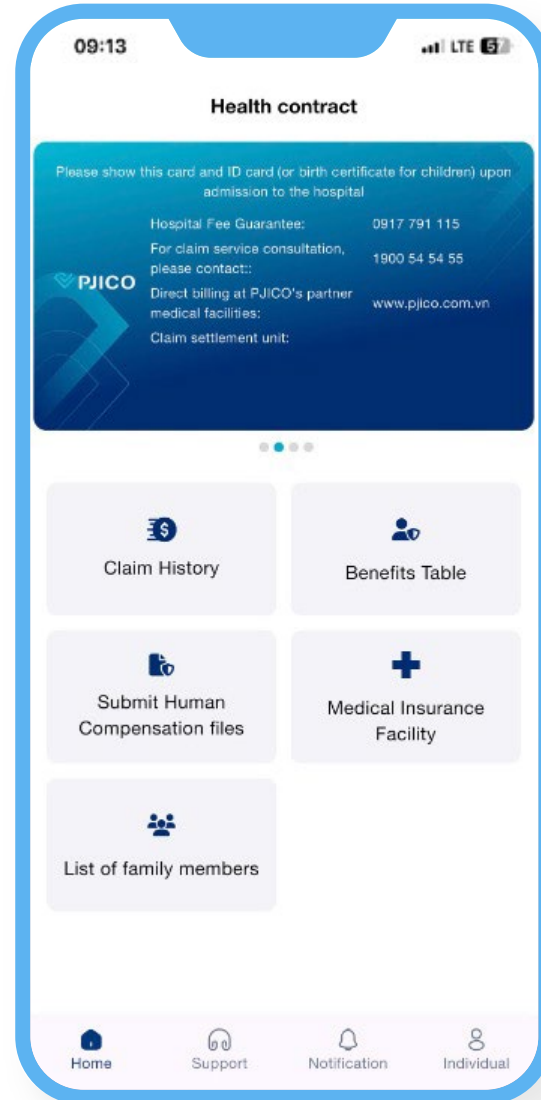 09:13
LTE 57
Health contract
Please show this card and ID card (or birth certificate for children) upon
admission to the hospital
Hospital Fee Guarantee: 0917 791 115
For claim service consultation,
please contact:: 1900 54 54 55
PJICO
Direct billing at PJICO's partner
medical facilities: www.pjico.com.vn
Claim settlement unit:
Claim History
Benefits Table
Submit Human
Compensation files
Medical Insurance
Facility
List of family members
Home
Support
Notification
Individual